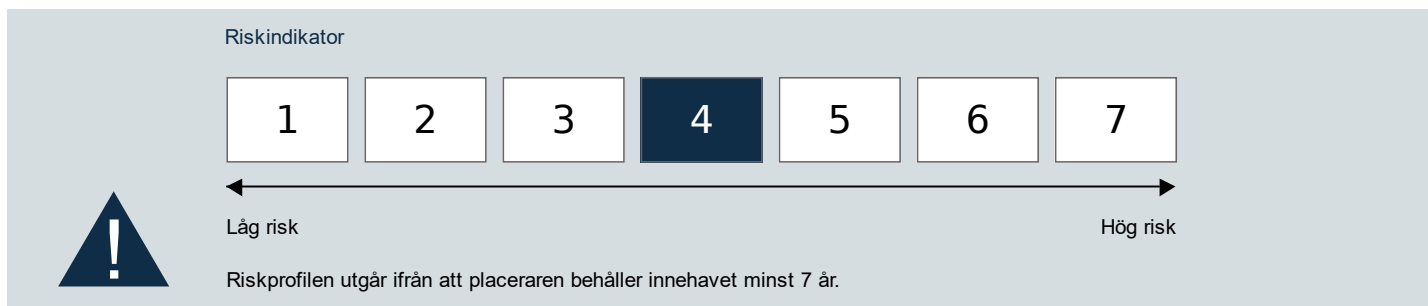 Riskindikator
1 2 3 4 5 6 7
Låg risk Hög risk
!
Riskprofilen utgår ifrån att placeraren behåller innehavet minst 7 år.